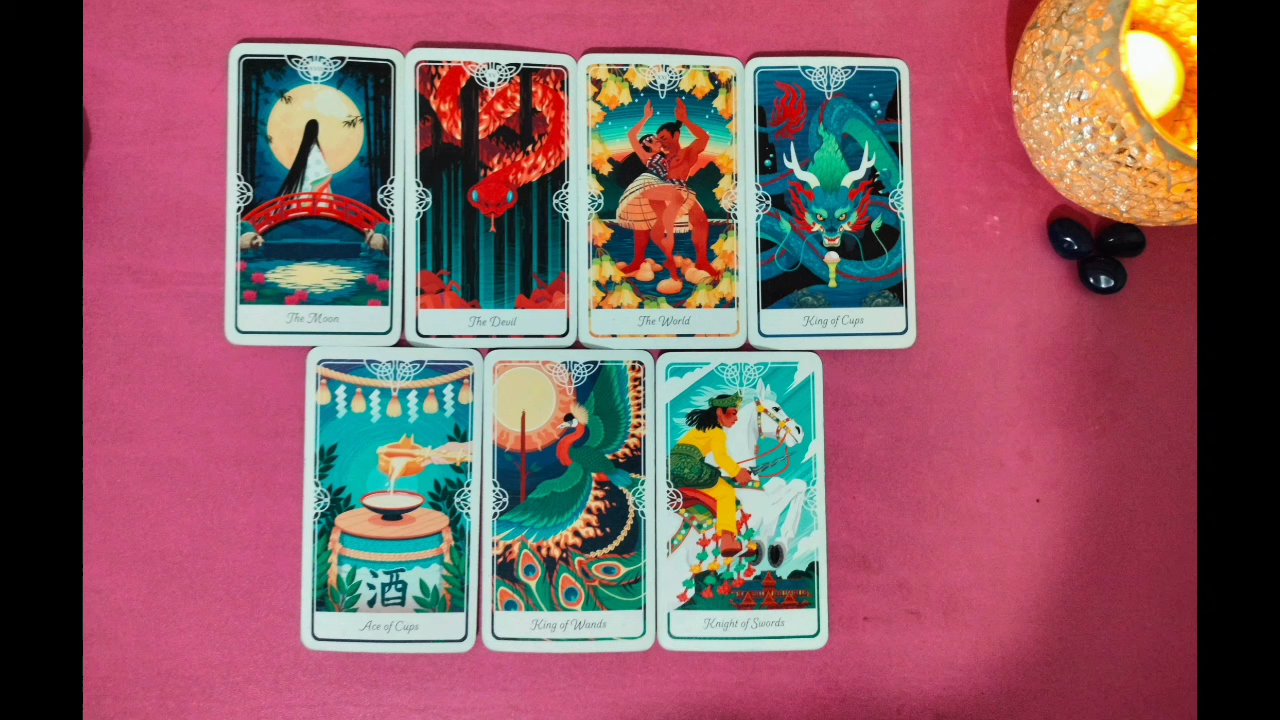 The Moon
The Devil
The World
King of Cups
Ace of Cups
King of Wands
Knight of Swords
酒